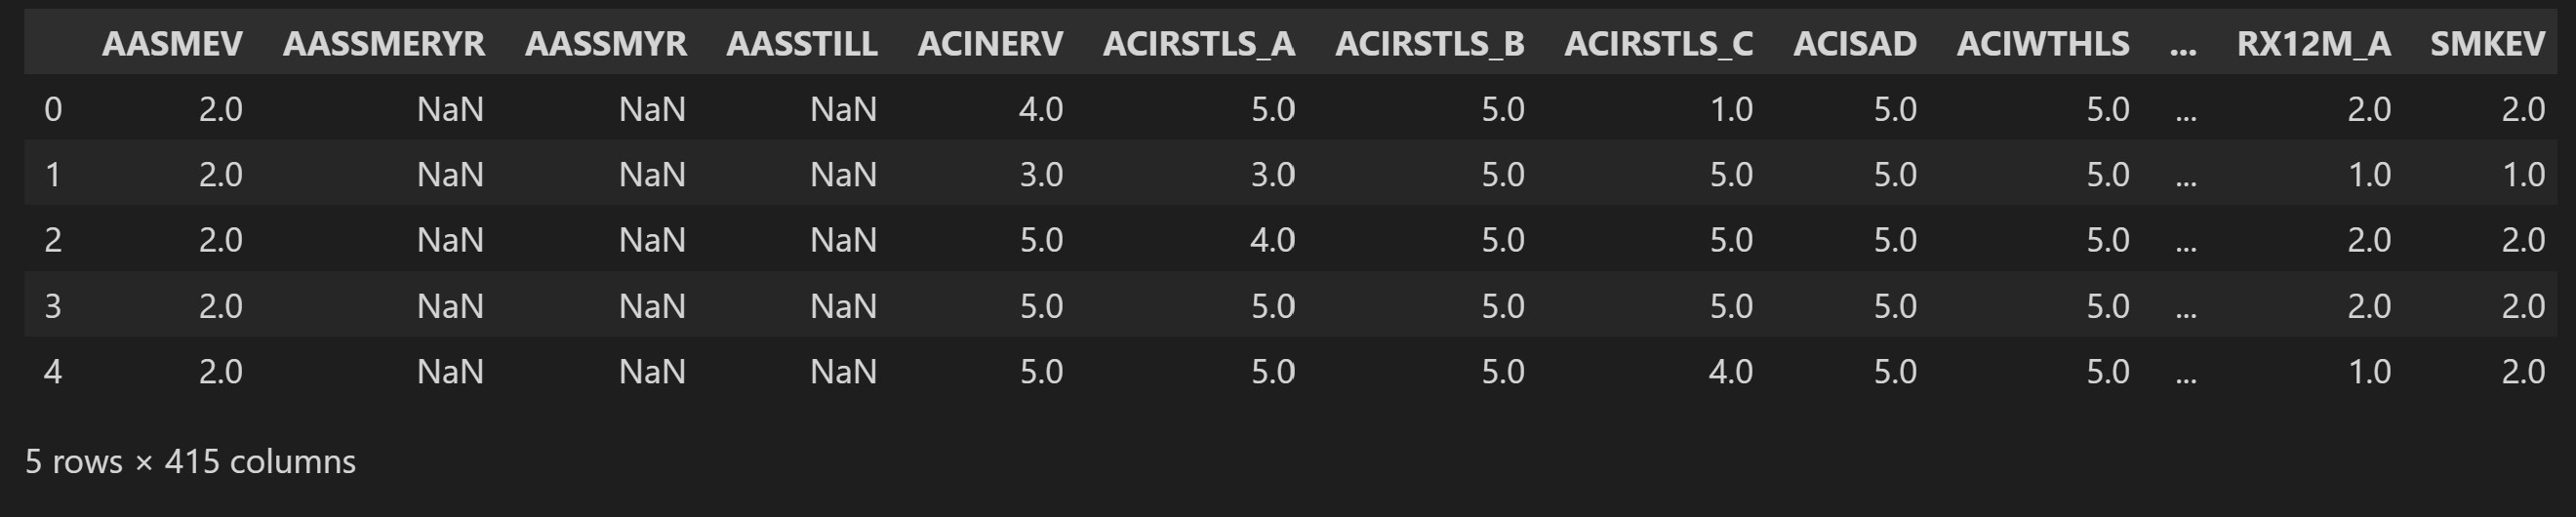 AASMEV AASSMERYR AASSMYR AASSTILL ACINERV ACIRSTLS_A ACIRSTLS_B ACIRSTLS_C ACISAD ACIWTHLS ... RX12M_A SMKEV
0 2.0 NaN NaN NaN 4.0 5.0 5.0 1.0 5.0 5.0 ... 2.0 2.0
1 2.0 NaN NaN NaN 3.0 3.0 5.0 5.0 5.0 5.0 ... 1.0 1.0
2 2.0 NaN NaN NaN 5.0 4.0 5.0 5.0 5.0 5.0 ... 2.0 2.0
3 2.0 NaN NaN NaN 5.0 5.0 5.0 5.0 5.0 5.0 ... 2.0 2.0
4 2.0 NaN NaN NaN 5.0 5.0 5.0 4.0 5.0 5.0 ... 1.0 2.0
5 rows × 415 columns